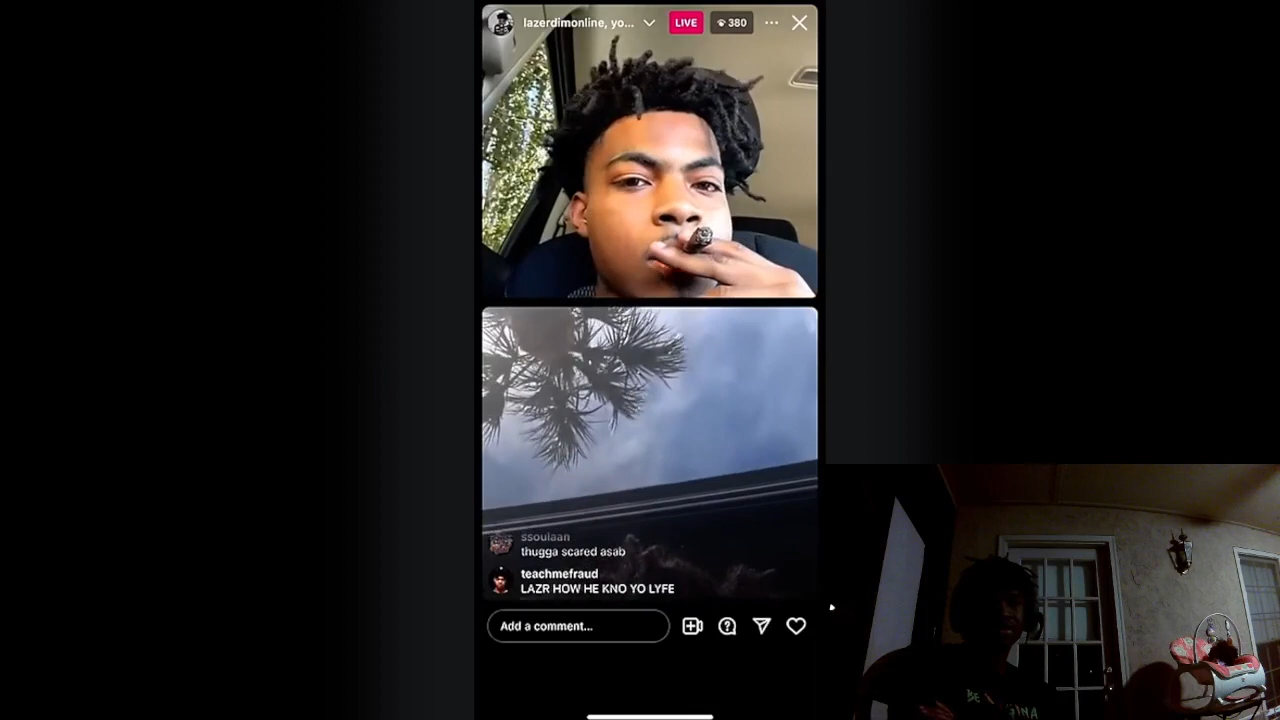 lazerdimonline, yo...
LIVE
380
ssoulaan
thugga scared asab
teachmefraud
LAZR HOW HE KNO YO LYFE
Add a comment...